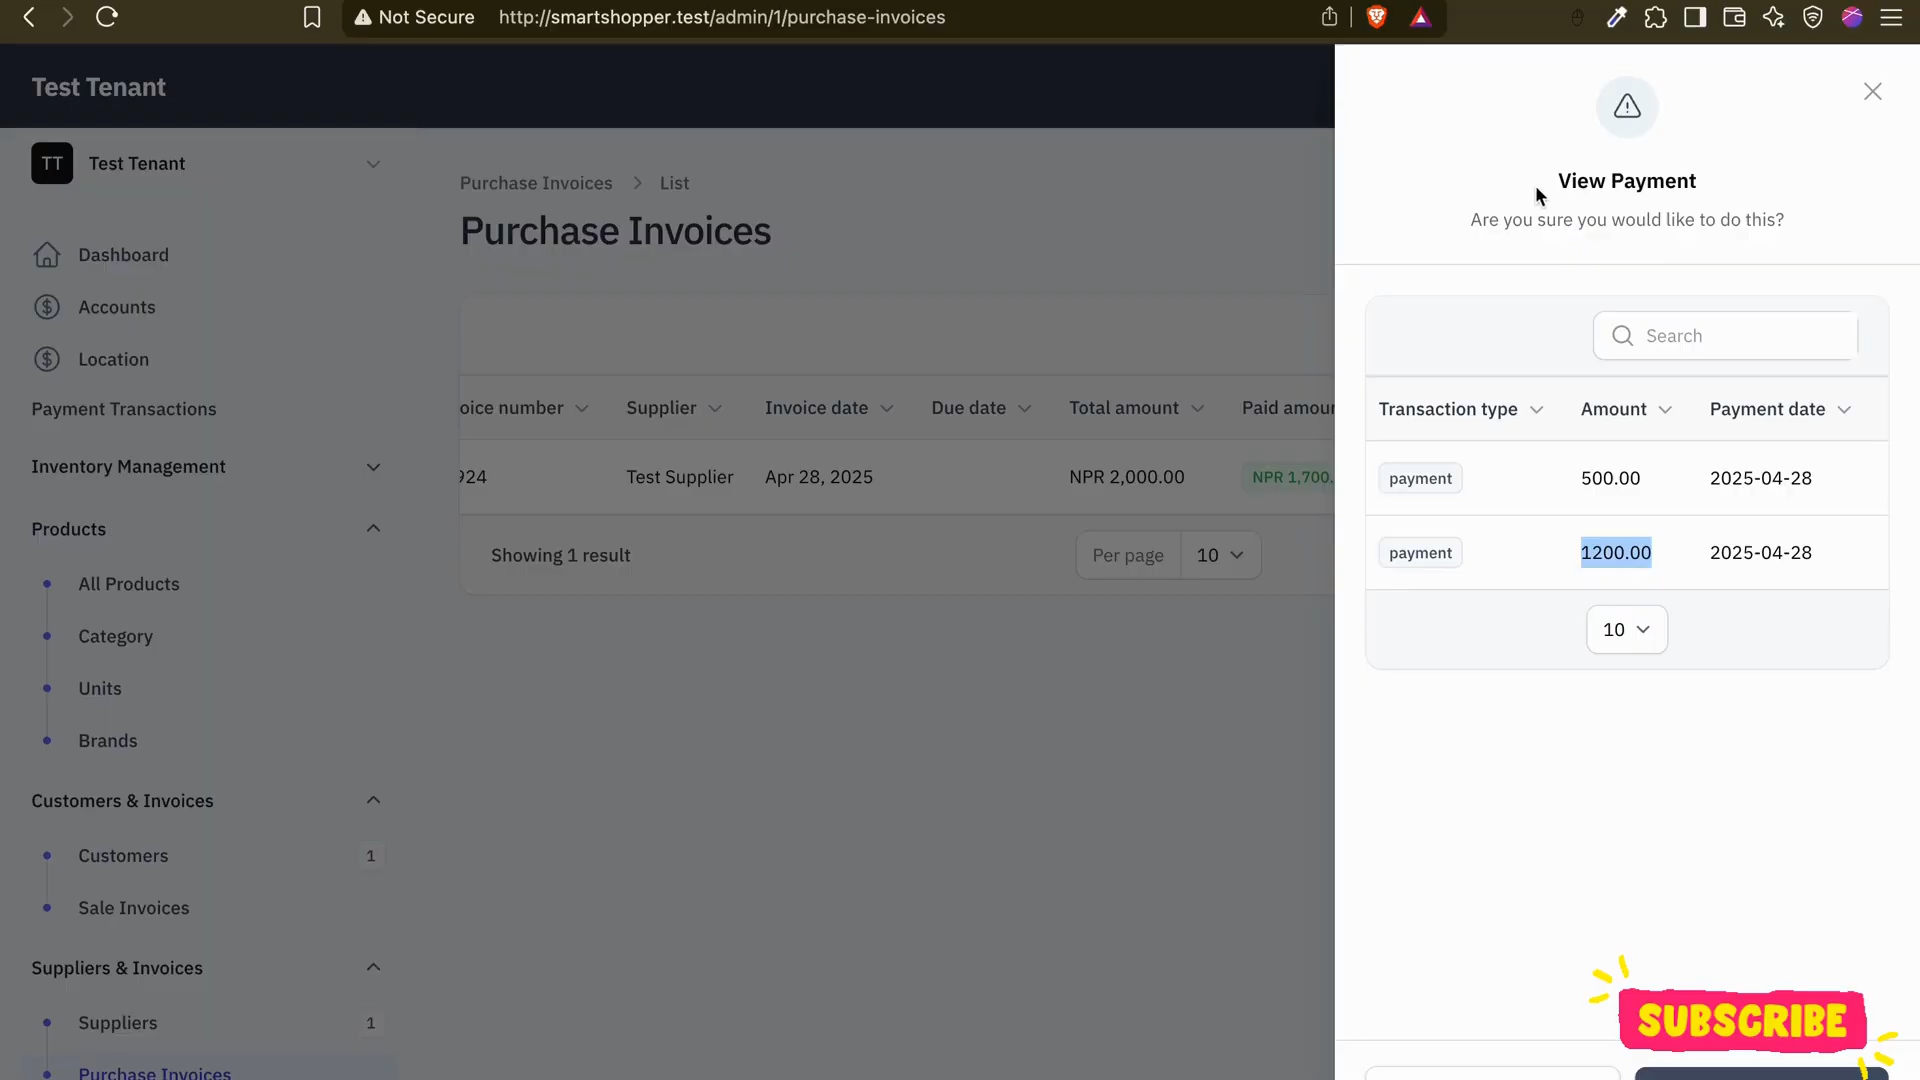 Not Secure http://smartshopper.test/admin/1/purchase-invoices
Test Tenant
TT Test Tenant
Dashboard
Accounts
Location
Payment Transactions
Inventory Management
Products
All Products
Category
Units
Brands
Customers & Invoices
Customers 1
Sale Invoices
Suppliers & Invoices
Suppliers 1
Purchase Invoices
Purchase Invoices > List
Purchase Invoices
oice number Supplier Invoice date Due date Total amount Paid amour
924 Test Supplier Apr 28, 2025 NPR 2,000.00 NPR 1,700.
Showing 1 result Per page 10
View Payment
Are you sure you would like to do this?
Search
Transaction type Amount Payment date
payment 500.00 2025-04-28
payment 1200.00 2025-04-28
10
SUBSCRIBE